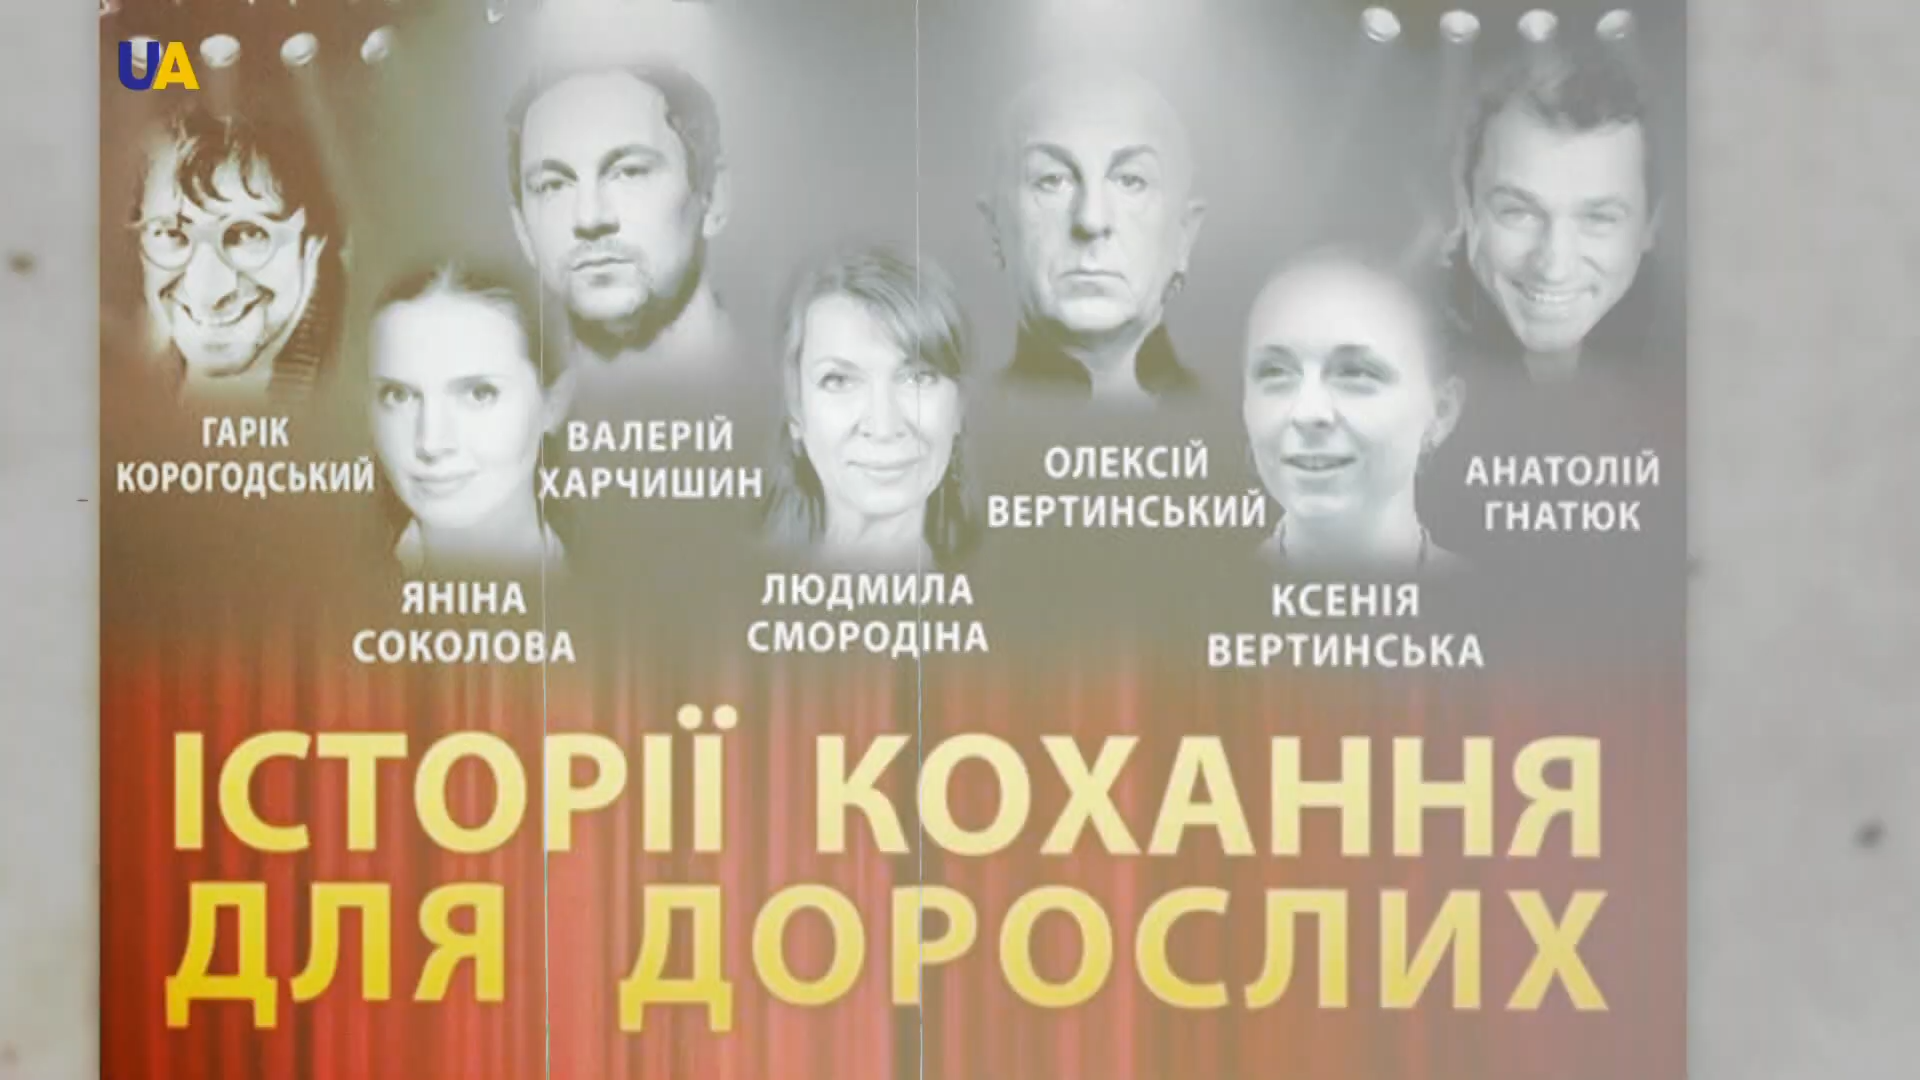 UA
ГАРІК
КОРОГОДСЬКИЙ
ЯНІНА
СОКОЛОВА
ВАЛЕРІЙ
ХАРЧИШИН
ЛЮДМИЛА
СМОРОДІНА
ОЛЕКСІЙ
ВЕРТИНСЬКИЙ
КСЕНІЯ
ВЕРТИНСЬКА
АНАТОЛІЙ
ГНАТЮК
ІСТОРІЇ КОХАННЯ
ДЛЯ ДОРОСЛИХ